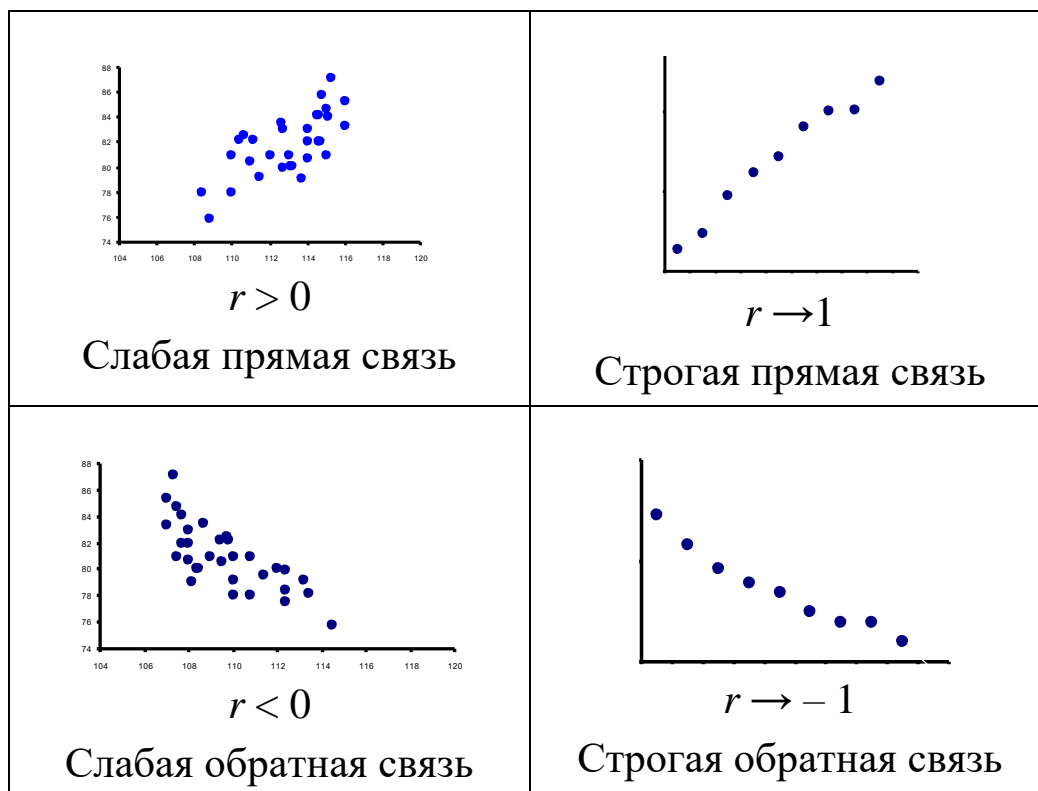 88
86
84
82
80
78
76
74
104 106 108 110 112 114 116 118 120
r > 0
Слабая прямая связь
r →1
Строгая прямая связь
88
86
84
82
80
78
76
74
104 106 108 110 112 114 116 118 120
r < 0
Слабая обратная связь
r → – 1
Строгая обратная связь